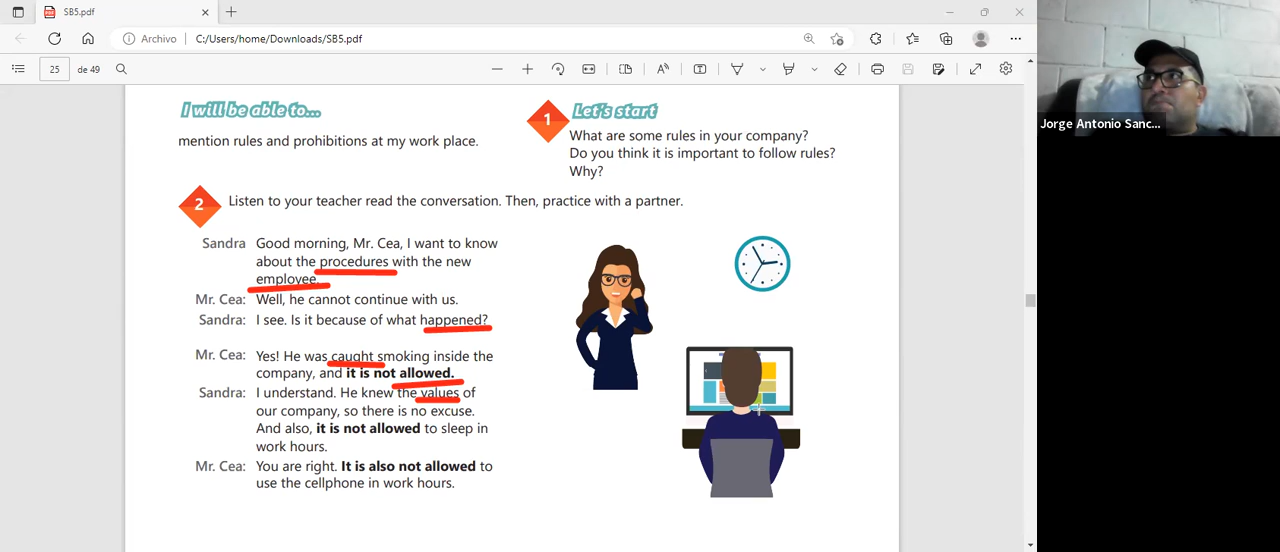 SB5.pdf
Archivo
C:/Users/home/Downloads/SB5.pdf
25
de 49
I will be able to...
mention rules and prohibitions at my work place.
1
Let's start
What are some rules in your company?
Do you think it is important to follow rules?
Why?
2
Listen to your teacher read the conversation. Then, practice with a partner.
Sandra
Good morning, Mr. Cea, I want to know
about the procedures with the new
employee.
Mr. Cea: Well, he cannot continue with us.
Sandra: I see. Is it because of what happened?
Mr. Cea: Yes! He was caught smoking inside the
company, and it is not allowed.
Sandra: I understand. He knew the values of
our company, so there is no excuse.
And also, it is not allowed to sleep in
work hours.
Mr. Cea: You are right. It is also not allowed to
use the cellphone in work hours.
Jorge Antonio Sanc...